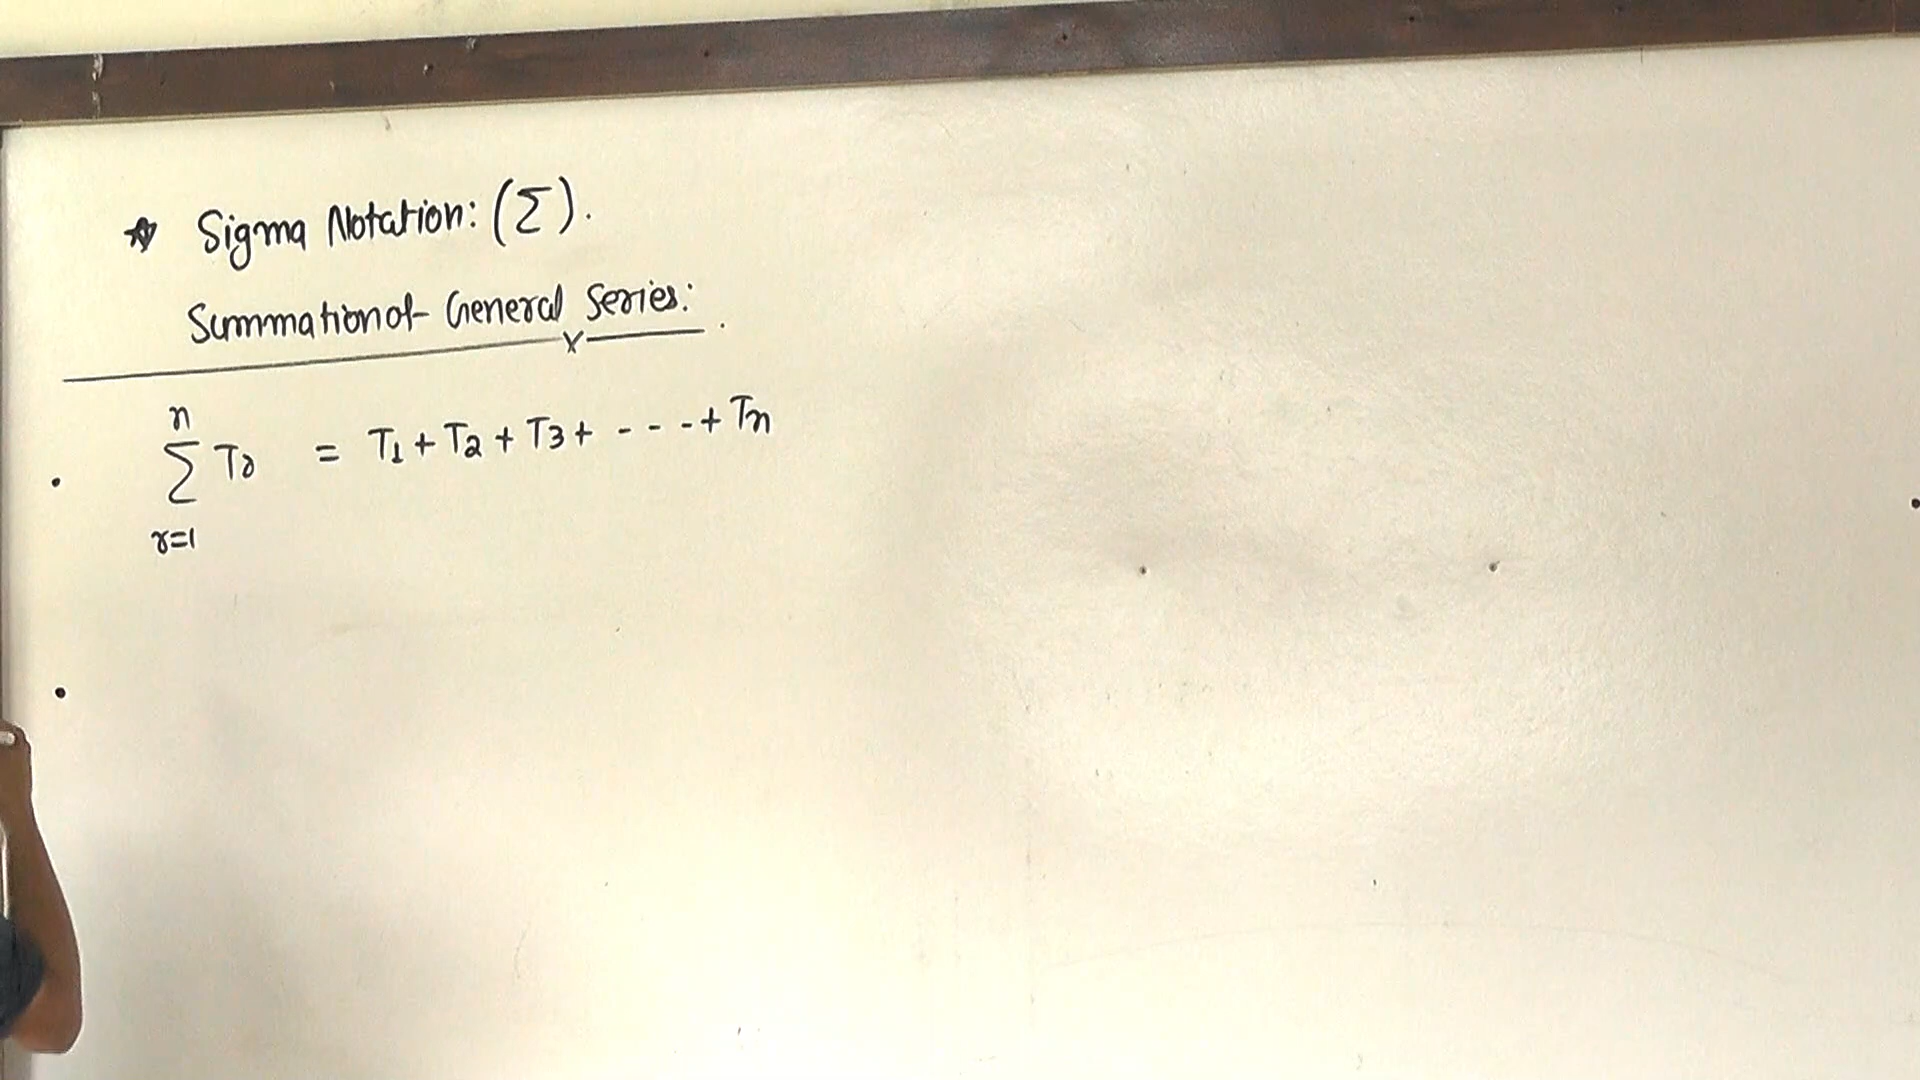 ☆ Sigma Notation: (Σ).
Summation of General Series:
n
Σ Tr = T1 + T2 + T3 + - - - + Tn
r=1